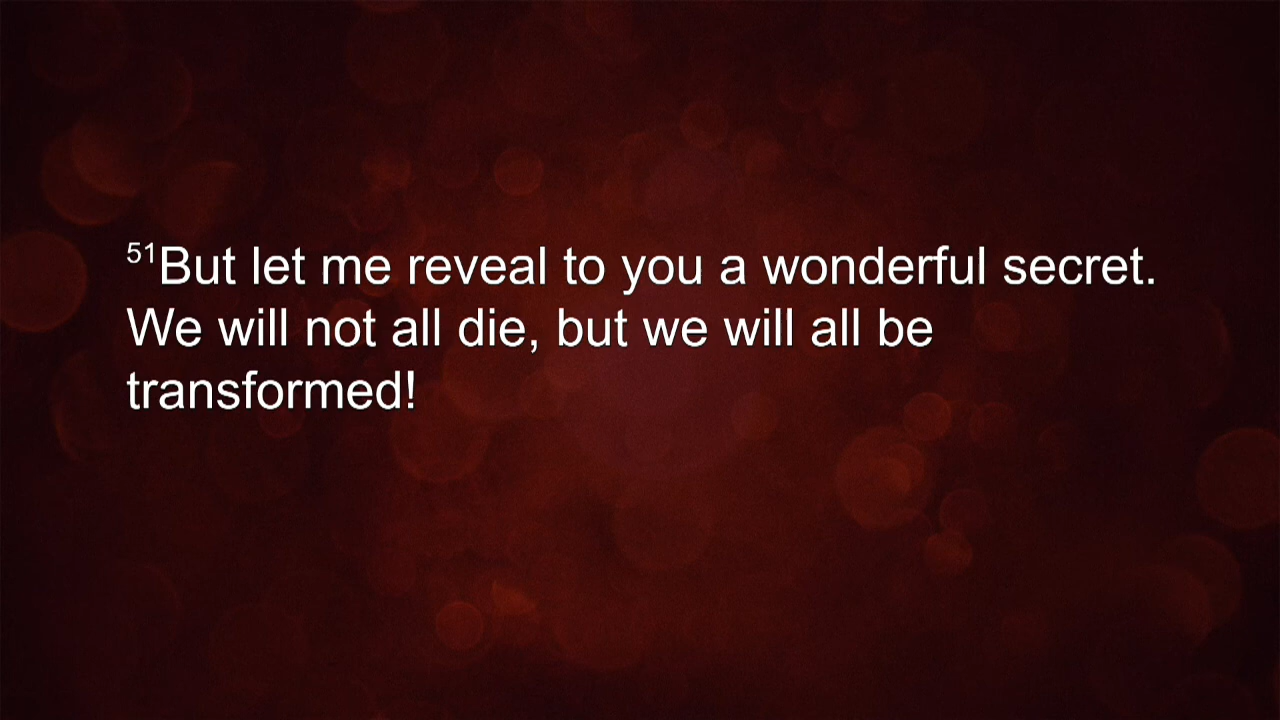 51But let me reveal to you a wonderful secret.
We will not all die, but we will all be
transformed!